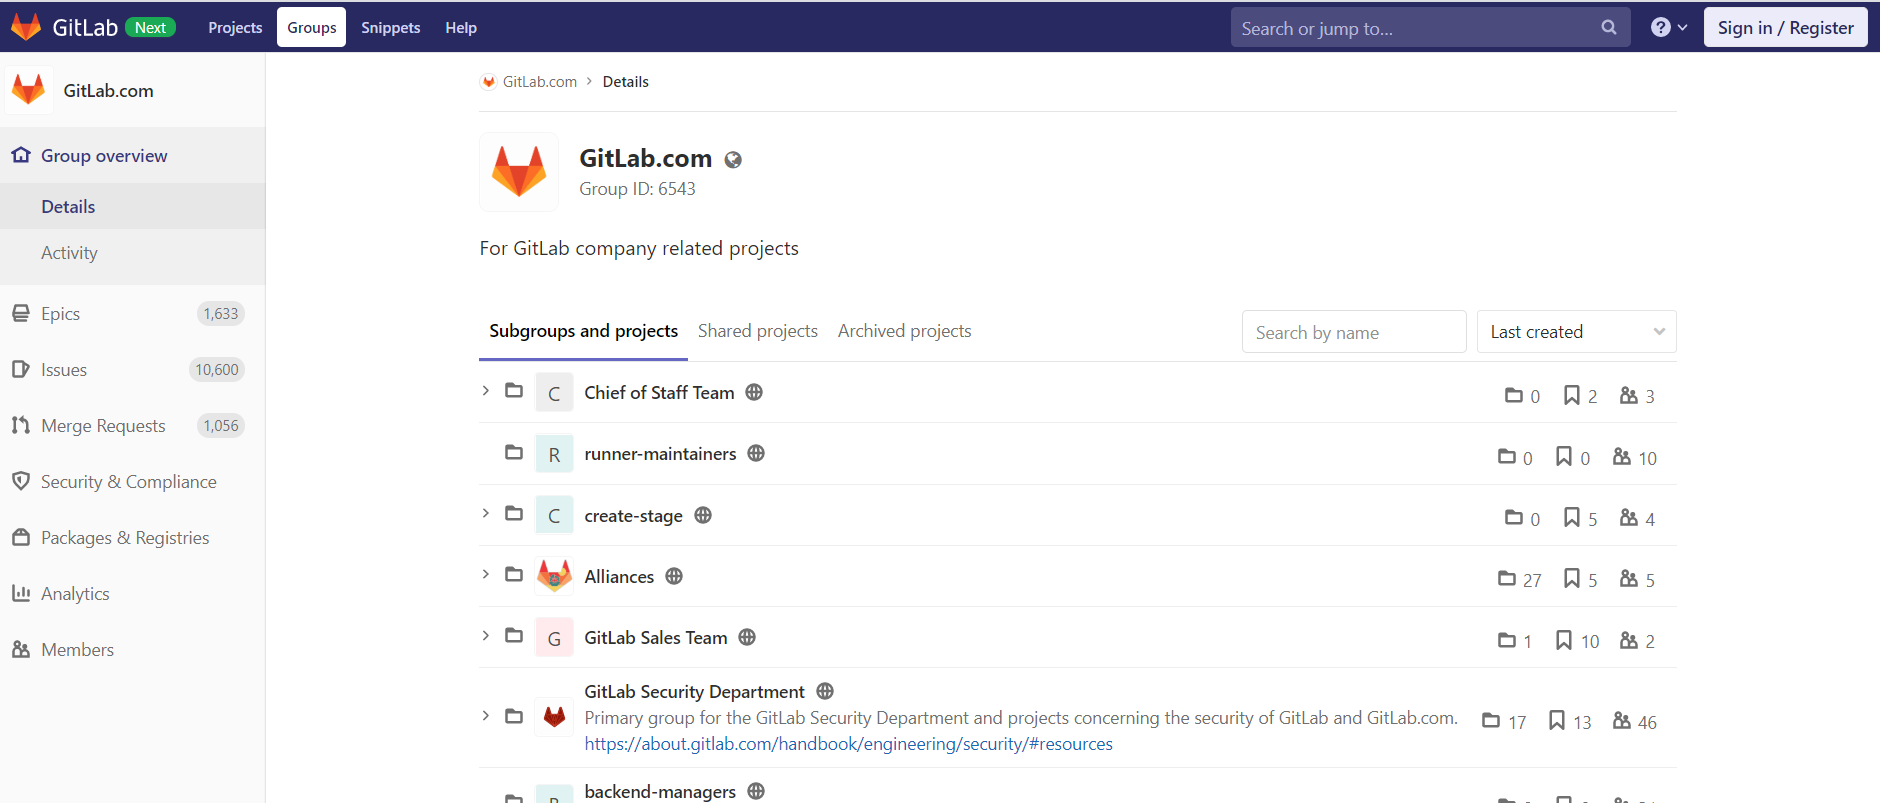 GitLab Next Projects Groups Snippets Help Search or jump to... ? Sign in / Register
GitLab.com
Group overview
Details
Activity
Epics 1,633
Issues 10,600
Merge Requests 1,056
Security & Compliance
Packages & Registries
Analytics
Members
GitLab.com › Details
GitLab.com
Group ID: 6543
For GitLab company related projects
Subgroups and projects Shared projects Archived projects Search by name Last created
C Chief of Staff Team 0 2 3
R runner-maintainers 0 0 10
C create-stage 0 5 4
Alliances 27 5 5
G GitLab Sales Team 1 10 2
GitLab Security Department
Primary group for the GitLab Security Department and projects concerning the security of GitLab and GitLab.com. 17 13 46
https://about.gitlab.com/handbook/engineering/security/#resources
backend-managers